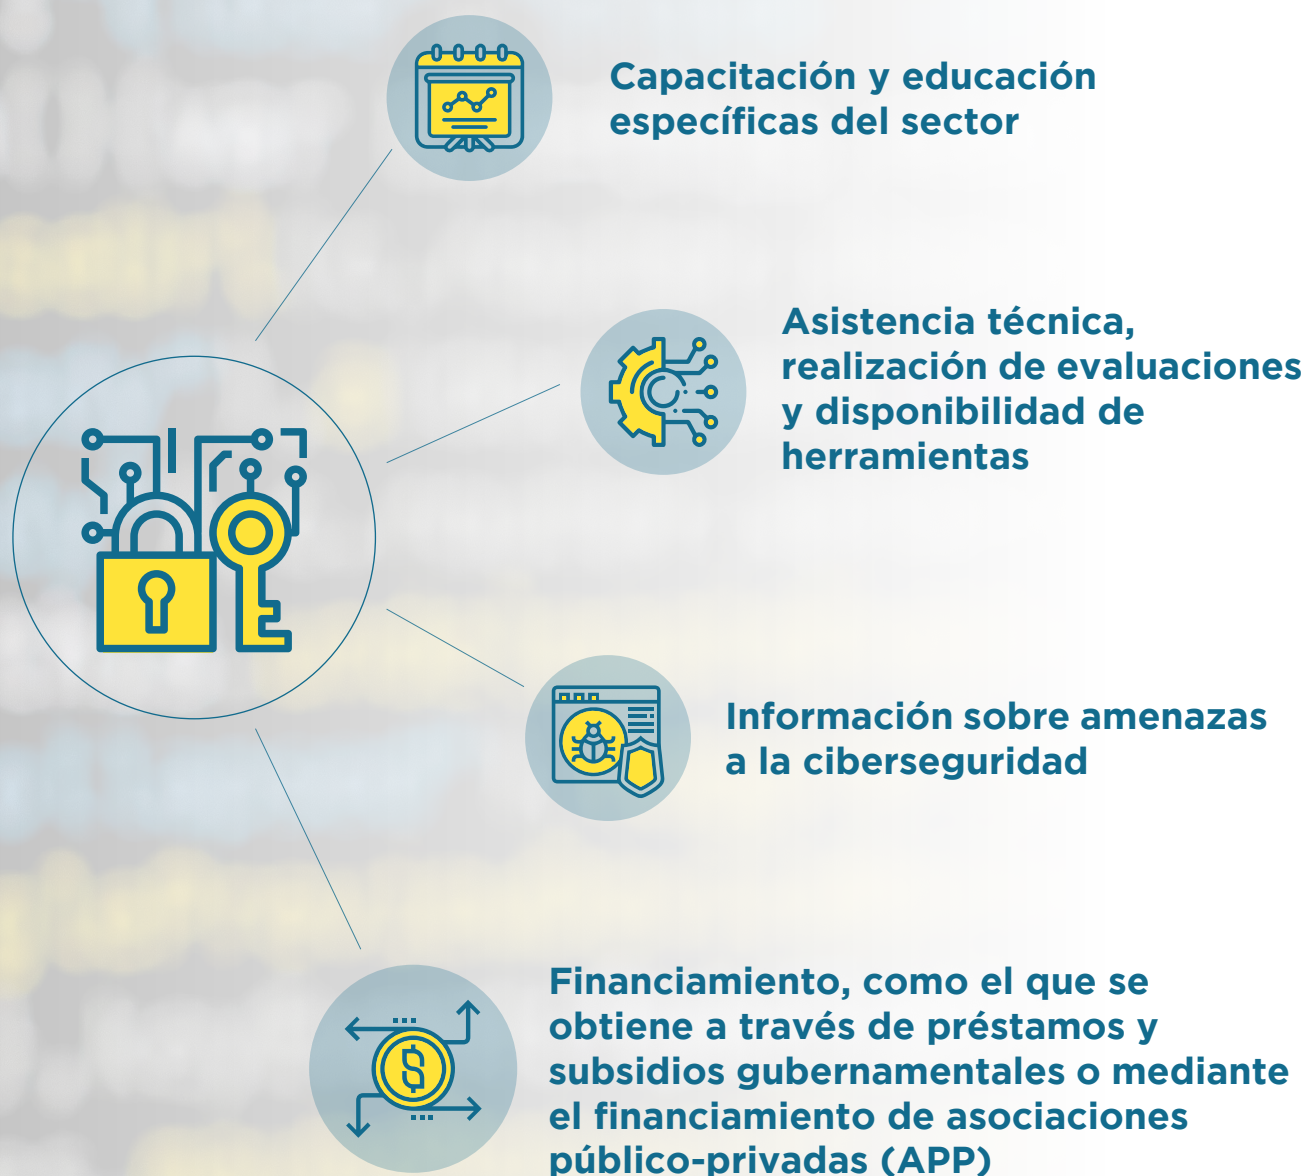 Capacitación y educación
específicas del sector
Asistencia técnica,
realización de evaluaciones
y disponibilidad de
herramientas
Información sobre amenazas
a la ciberseguridad
Financiamiento, como el que se
obtiene a través de préstamos y
subsidios gubernamentales o mediante
el financiamiento de asociaciones
público-privadas (APP)